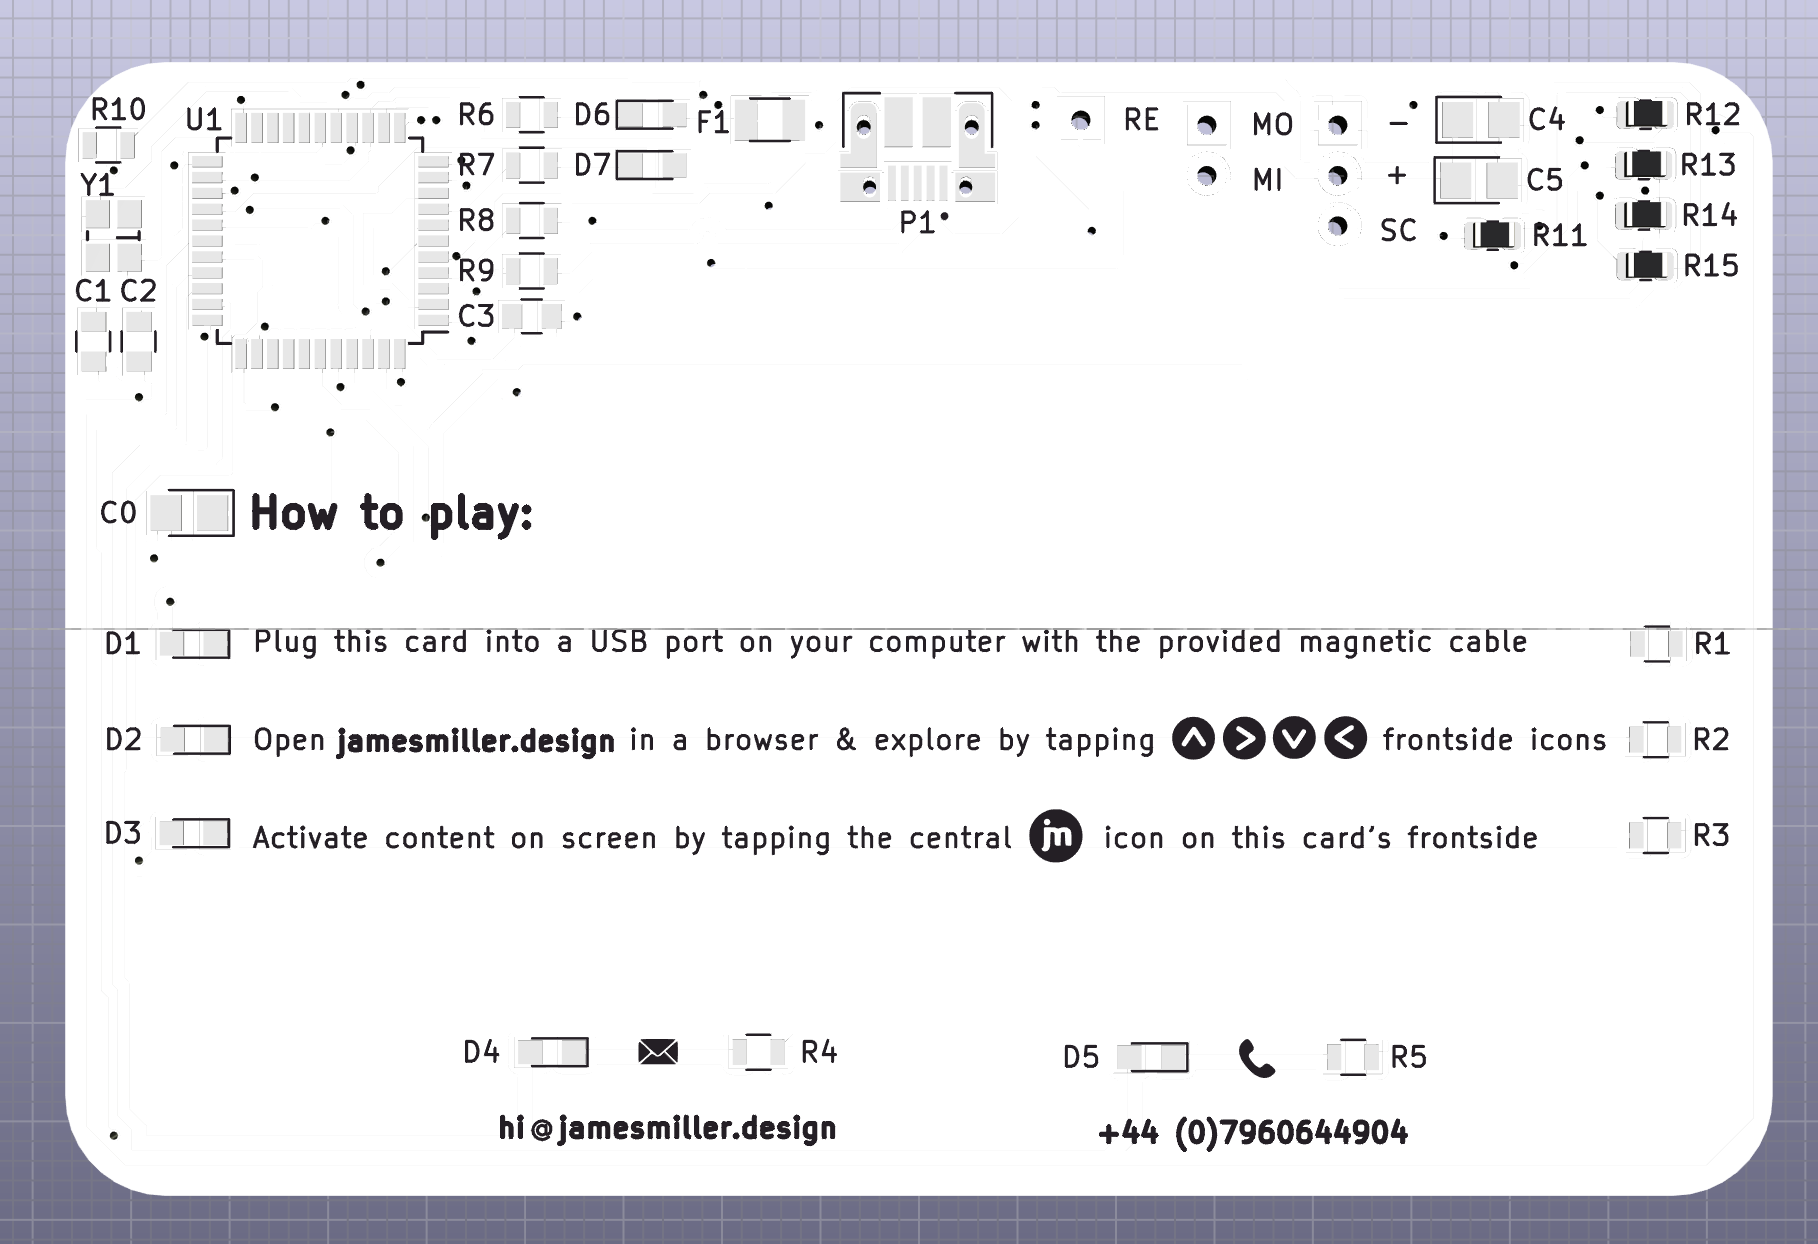 R10 U1 R6 D6 F1 RE MO − C4 R12
Y1 R7 D7 MI + C5 R13
R8 P1 SC R11 R14
R9 R15
C1 C2 C3
C0 How to play:
D1 Plug this card into a USB port on your computer with the provided magnetic cable R1
D2 Open jamesmiller.design in a browser & explore by tapping frontside icons R2
D3 Activate content on screen by tapping the central jm icon on this card's frontside R3
D4 R4 D5 R5
hi@jamesmiller.design +44 (0)7960644904